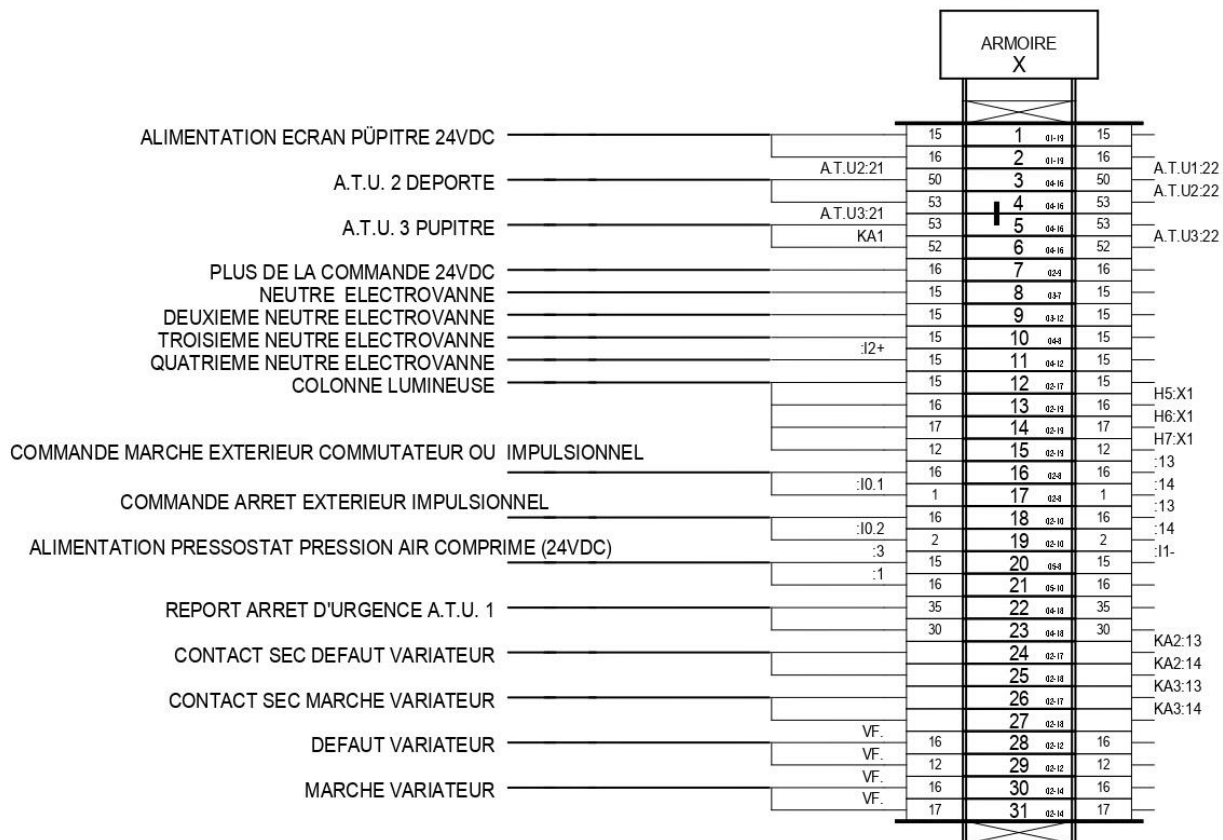 ARMOIRE
X
ALIMENTATION ECRAN PÜPITRE 24VDC 15 1 01-19 15
16 2 01-19 16
A.T.U2:21 A.T.U1:22
A.T.U. 2 DEPORTE 50 3 04-16 50
A.T.U2:22
53 4 04-16 53
A.T.U3:21
A.T.U. 3 PUPITRE 53 5 04-16 53
KA1 A.T.U3:22
52 6 04-16 52
PLUS DE LA COMMANDE 24VDC 16 7 02-9 16
NEUTRE ELECTROVANNE 15 8 03-7 15
DEUXIEME NEUTRE ELECTROVANNE 15 9 03-12 15
TROISIEME NEUTRE ELECTROVANNE 15 10 04-8 15
:I2+
QUATRIEME NEUTRE ELECTROVANNE 15 11 04-12 15
COLONNE LUMINEUSE 15 12 02-17 15
H5:X1
16 13 02-19 16
H6:X1
17 14 02-19 17
H7:X1
COMMANDE MARCHE EXTERIEUR COMMUTATEUR OU IMPULSIONNEL 12 15 02-19 12
:13
16 16 02-8 16
:I0.1 :14
1 17 02-8 1
COMMANDE ARRET EXTERIEUR IMPULSIONNEL :13
16 18 02-10 16
:I0.2 :14
2 19 02-10 2
ALIMENTATION PRESSOSTAT PRESSION AIR COMPRIME (24VDC) :3 :I1-
15 20 05-8 15
:1
16 21 05-10 16
REPORT ARRET D'URGENCE A.T.U. 1 35 22 04-18 35
30 23 04-18 30
KA2:13
CONTACT SEC DEFAUT VARIATEUR 24 02-17
KA2:14
25 02-18
KA3:13
CONTACT SEC MARCHE VARIATEUR 26 02-17
KA3:14
27 02-18
VF.
DEFAUT VARIATEUR 16 28 02-12 16
VF.
12 29 02-12 12
VF.
MARCHE VARIATEUR 16 30 02-14 16
VF.
17 31 02-14 17